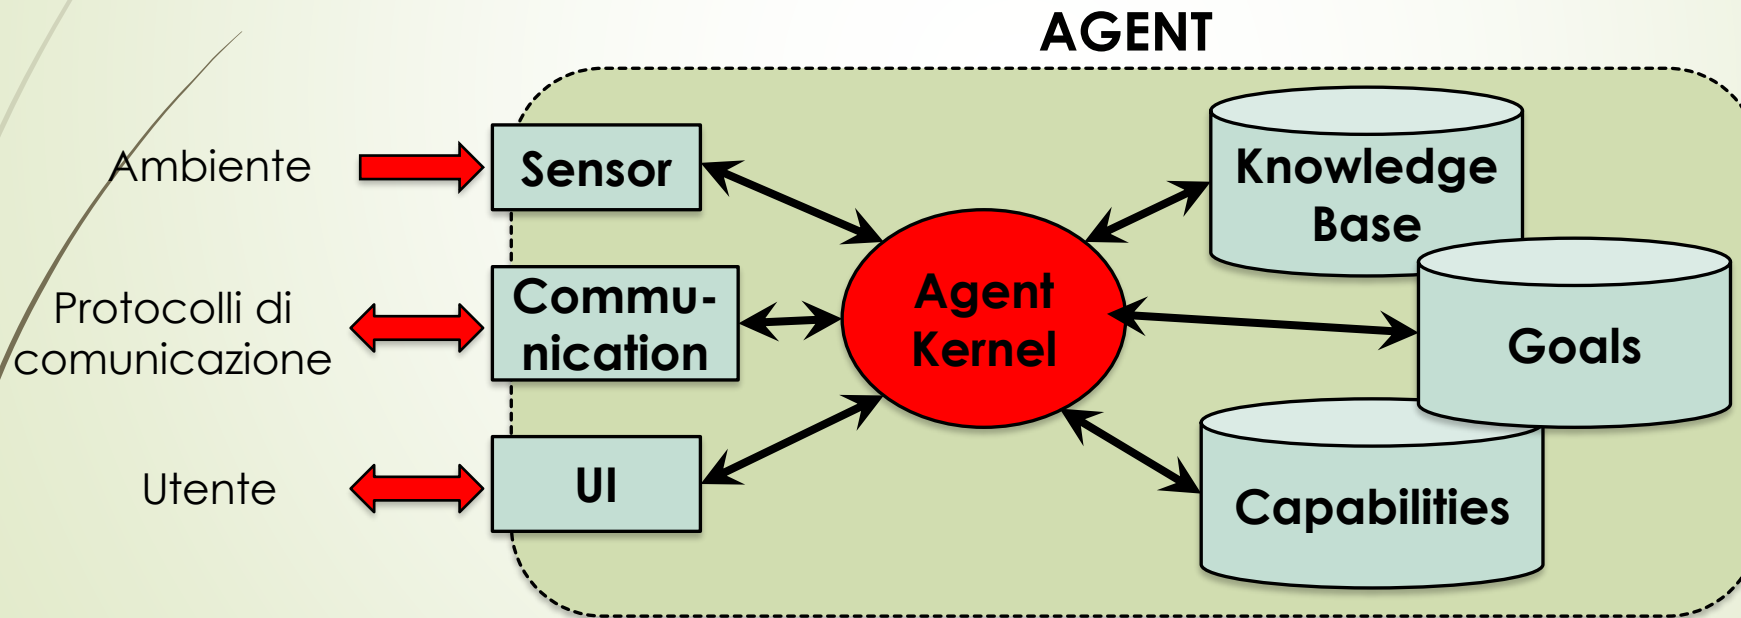 AGENT
Ambiente
Sensor
Knowledge
Base
Protocolli di
comunicazione
Commu-
nication
Agent
Kernel
Goals
Utente
UI
Capabilities